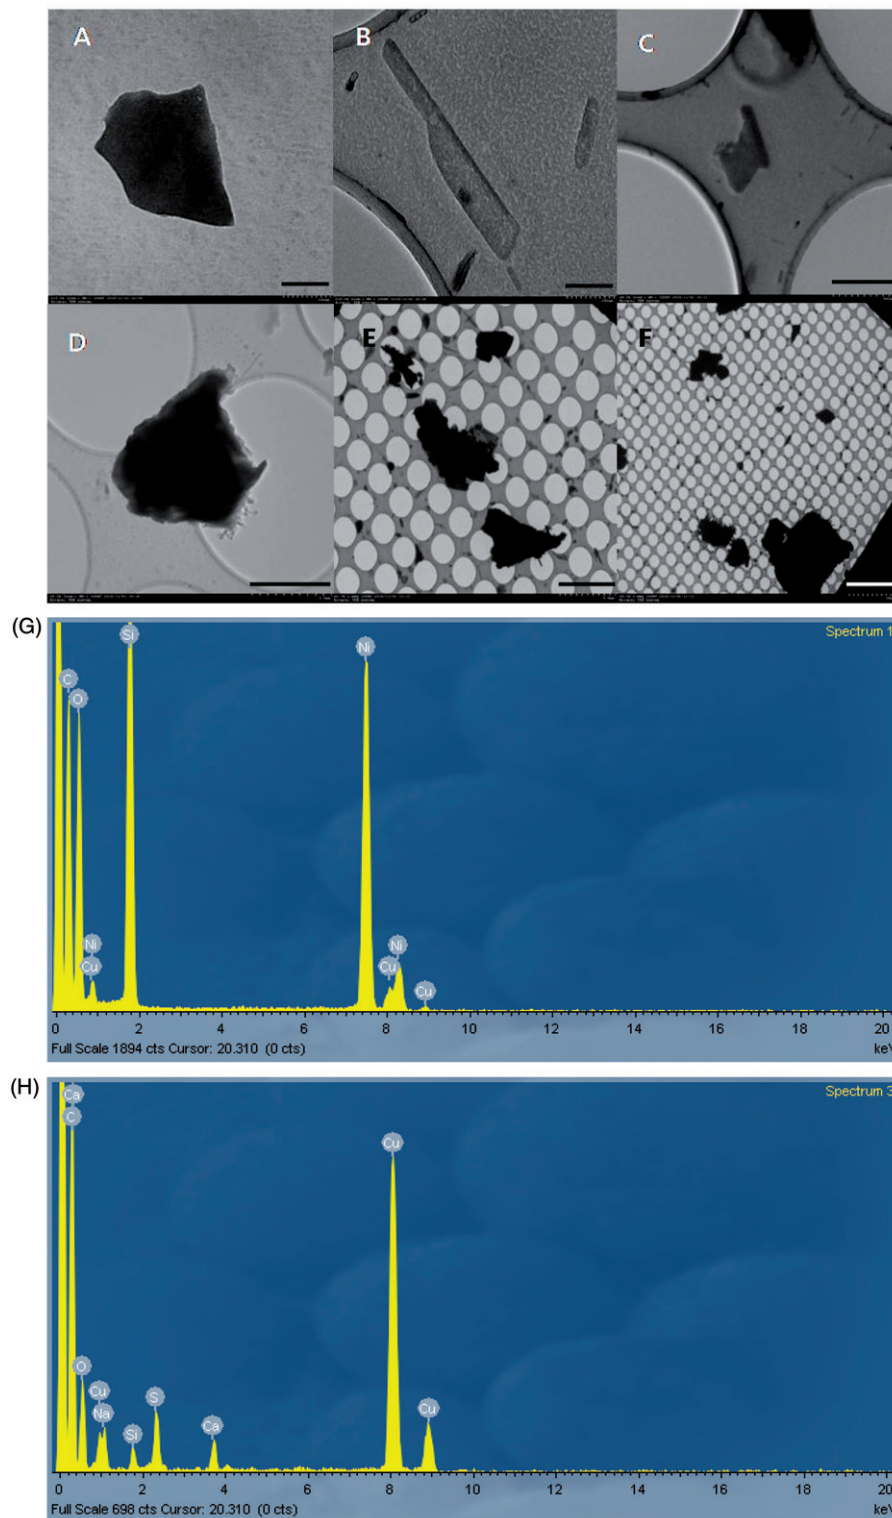 A
B
C
D
E
F
(G)
Spectrum 1
Si
Ni
C
O
Ni
Ni
Cu
Cu
Cu
0 2 4 6 8 10 12 14 16 18 20
Full Scale 1894 cts Cursor: 20.310 (0 cts)
keV
(H)
Spectrum 3
Ca
C
Cu
O
Cu
Na
S
Cu
Si
Ca
0 2 4 6 8 10 12 14 16 18 20
Full Scale 698 cts Cursor: 20.310 (0 cts)
keV